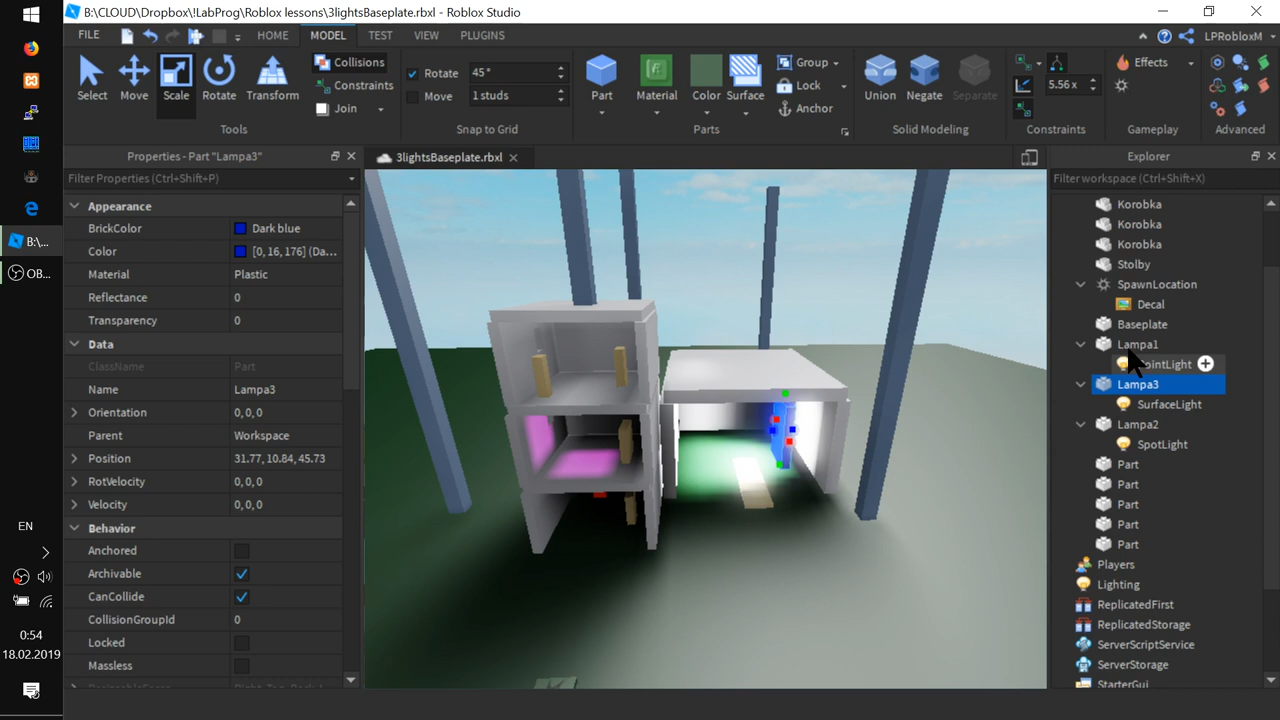 B:\CLOUD\Dropbox\!LabProg\Roblox lessons\3lightsBaseplate.rbxl - Roblox Studio
FILE HOME MODEL TEST VIEW PLUGINS LPRobloxM
Select Move Scale Rotate Transform
Collisions
Constraints
Join
Tools
Rotate 45°
Move 1 studs
Snap to Grid
Part Material Color Surface
Group
Lock
Anchor
Parts
Union Negate Separate
Solid Modeling
5.56 x
Constraints
Effects
Gameplay
Advanced
Properties - Part "Lampa3"
Filter Properties (Ctrl+Shift+P)
Appearance
BrickColor Dark blue
Color [0, 16, 176] (Da...
Material Plastic
Reflectance 0
Transparency 0
Data
ClassName Part
Name Lampa3
Orientation 0, 0, 0
Parent Workspace
Position 31.77, 10.84, 45.73
RotVelocity 0, 0, 0
Velocity 0, 0, 0
Behavior
Anchored
Archivable
CanCollide
CollisionGroupId 0
Locked
Massless
3lightsBaseplate.rbxl
Explorer
Filter workspace (Ctrl+Shift+X)
Korobka
Korobka
Korobka
Stolby
SpawnLocation
Decal
Baseplate
Lampa1
ointLight
Lampa3
SurfaceLight
Lampa2
SpotLight
Part
Part
Part
Part
Part
Players
Lighting
ReplicatedFirst
ReplicatedStorage
ServerScriptService
ServerStorage
StarterGui
B:\...
OB...
EN
0:54
18.02.2019